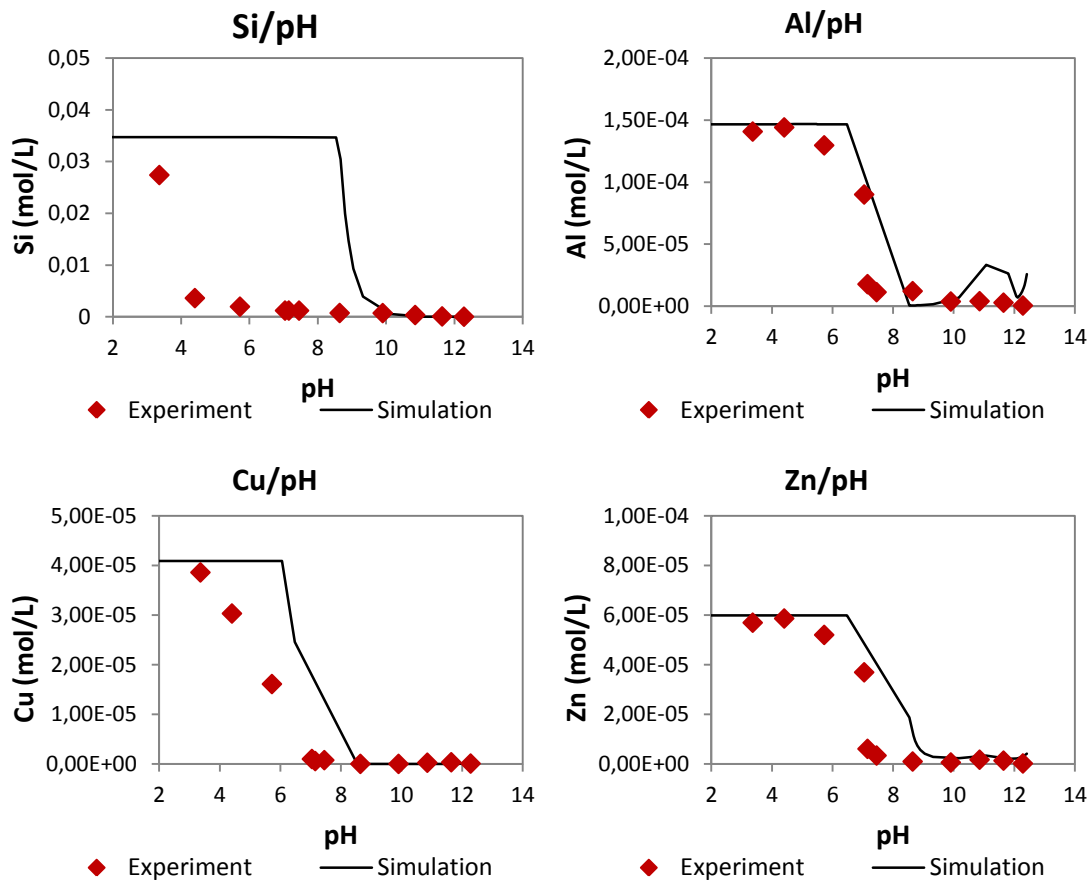 Si/pH
0,05
0,04
0,03
0,02
0,01
0
Si (mol/L)
2 4 6 8 10 12 14
pH
Experiment Simulation
Al/pH
2,00E-04
1,50E-04
1,00E-04
5,00E-05
0,00E+00
Al (mol/L)
2 4 6 8 10 12 14
pH
Experiment Simulation
Cu/pH
5,00E-05
4,00E-05
3,00E-05
2,00E-05
1,00E-05
0,00E+00
Cu (mol/L)
2 4 6 8 10 12 14
pH
Experiment Simulation
Zn/pH
1,00E-04
8,00E-05
6,00E-05
4,00E-05
2,00E-05
0,00E+00
Zn (mol/L)
2 4 6 8 10 12 14
pH
Experiment Simulation